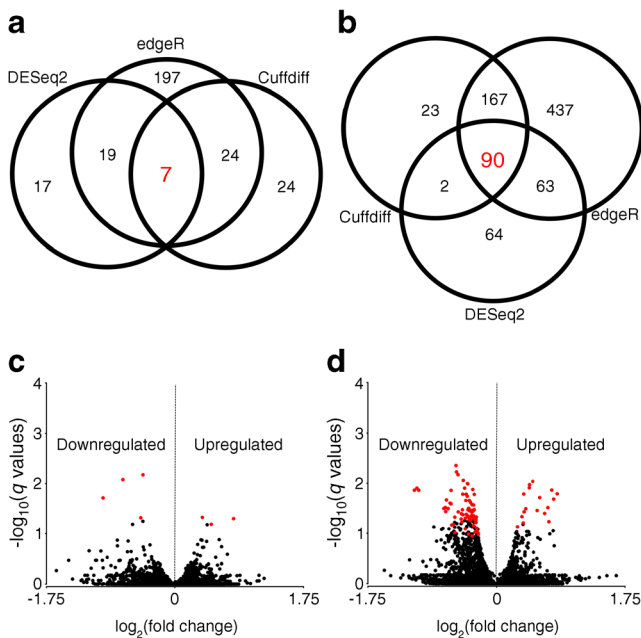 a
edgeR
DESeq2
Cuffdiff
197
19
7
24
17
24
b
23
167
437
90
2
63
Cuffdiff
edgeR
64
DESeq2
c
-log10(q values)
4
3
2
1
0
Downregulated
Upregulated
-1.75
0
1.75
log2(fold change)
d
-log10(q values)
4
3
2
1
0
Downregulated
Upregulated
-1.75
0
1.75
log2(fold change)